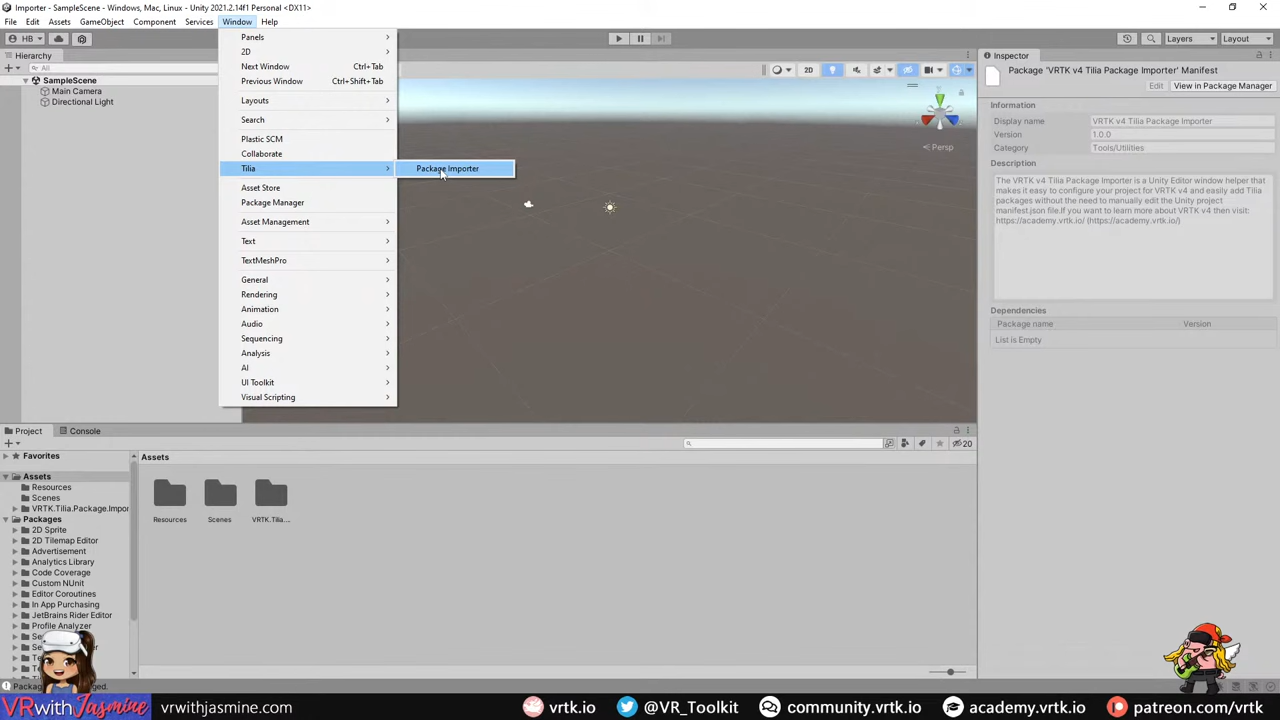 Importer - SampleScene - Windows, Mac, Linux - Unity 2021.2.14f1 Personal <DX11>
File Edit Assets GameObject Component Services Window Help
HB
Layers Layout
Hierarchy
All
SampleScene
Main Camera
Directional Light
Panels
2D
Next Window Ctrl+Tab
Previous Window Ctrl+Shift+Tab
Layouts
Search
Plastic SCM
Collaborate
Tilia
Package Importer
Asset Store
Package Manager
Asset Management
Text
TextMeshPro
General
Rendering
Animation
Audio
Sequencing
Analysis
AI
UI Toolkit
Visual Scripting
2D
Persp
Inspector
Package 'VRTK v4 Tilia Package Importer' Manifest
Edit View in Package Manager
Information
Display name VRTK v4 Tilia Package Importer
Version 1.0.0
Category Tools/Utilities
Description
The VRTK v4 Tilia Package Importer is a Unity Editor window helper that
makes it easy to configure your project for VRTK v4 and easily add Tilia
packages without the need to manually edit the Unity project
manifest.json file.If you want to learn more about VRTK v4 then visit:
https://academy.vrtk.io/ (https://academy.vrtk.io/)
Dependencies
Package name Version
List is Empty
Project Console
20
Favorites
Assets
Resources
Scenes
VRTK.Tilia.Package.Impor
Packages
2D Sprite
2D Tilemap Editor
Advertisement
Analytics Library
Code Coverage
Custom NUnit
Editor Coroutines
In App Purchasing
JetBrains Rider Editor
Profile Analyzer
Assets
Resources Scenes VRTK.Tilia....
VRwithJasmine vrwithjasmine.com vrtk.io @VR_Toolkit community.vrtk.io academy.vrtk.io patreon.com/vrtk